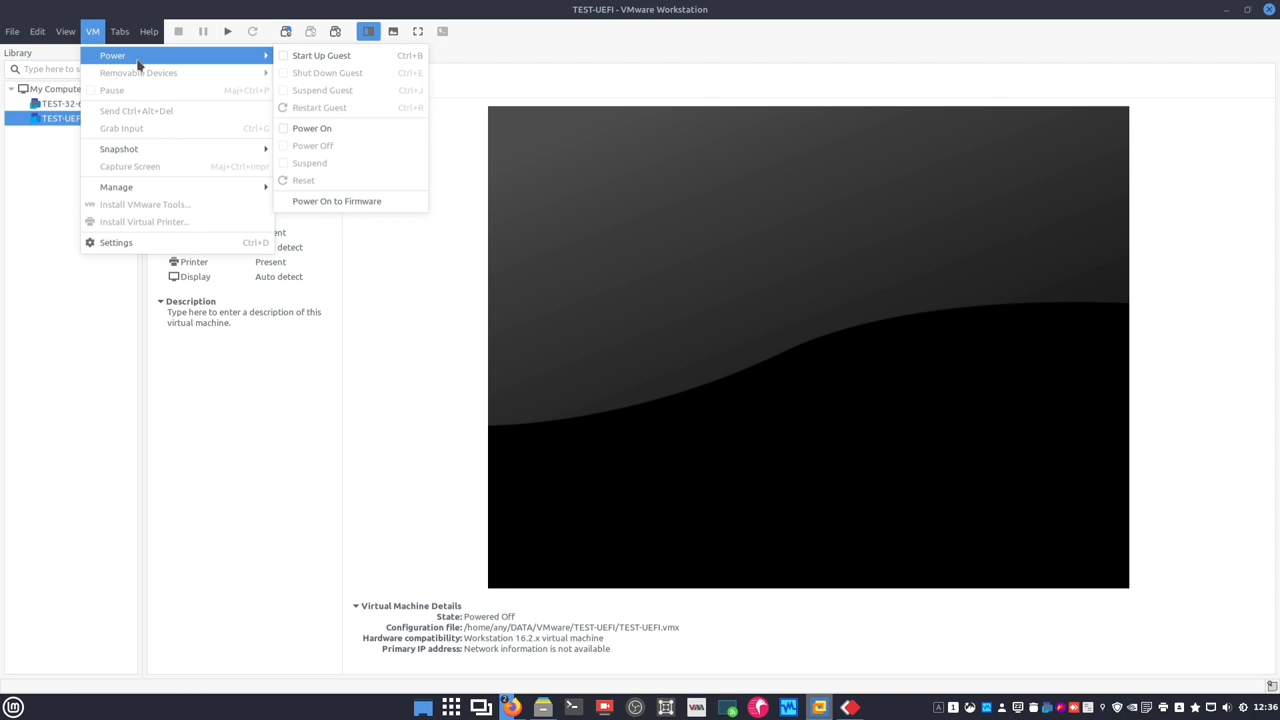 TEST-UEFI - VMware Workstation
File Edit View VM Tabs Help
Library
Type here to s
My Compute
TEST-32-6
TEST-UEF
Power
Removable Devices
Pause Maj+Ctrl+P
Send Ctrl+Alt+Del
Grab Input Ctrl+G
Snapshot
Capture Screen Maj+Ctrl+Impr
Manage
Install VMware Tools...
Install Virtual Printer...
Settings Ctrl+D
Start Up Guest Ctrl+B
Shut Down Guest Ctrl+E
Suspend Guest Ctrl+J
Restart Guest Ctrl+R
Power On
Power Off
Suspend
Reset
Power On to Firmware
ent
detect
Printer Present
Display Auto detect
Description
Type here to enter a description of this
virtual machine.
Virtual Machine Details
State: Powered Off
Configuration file: /home/any/DATA/VMware/TEST-UEFI/TEST-UEFI.vmx
Hardware compatibility: Workstation 16.2.x virtual machine
Primary IP address: Network information is not available
12:36